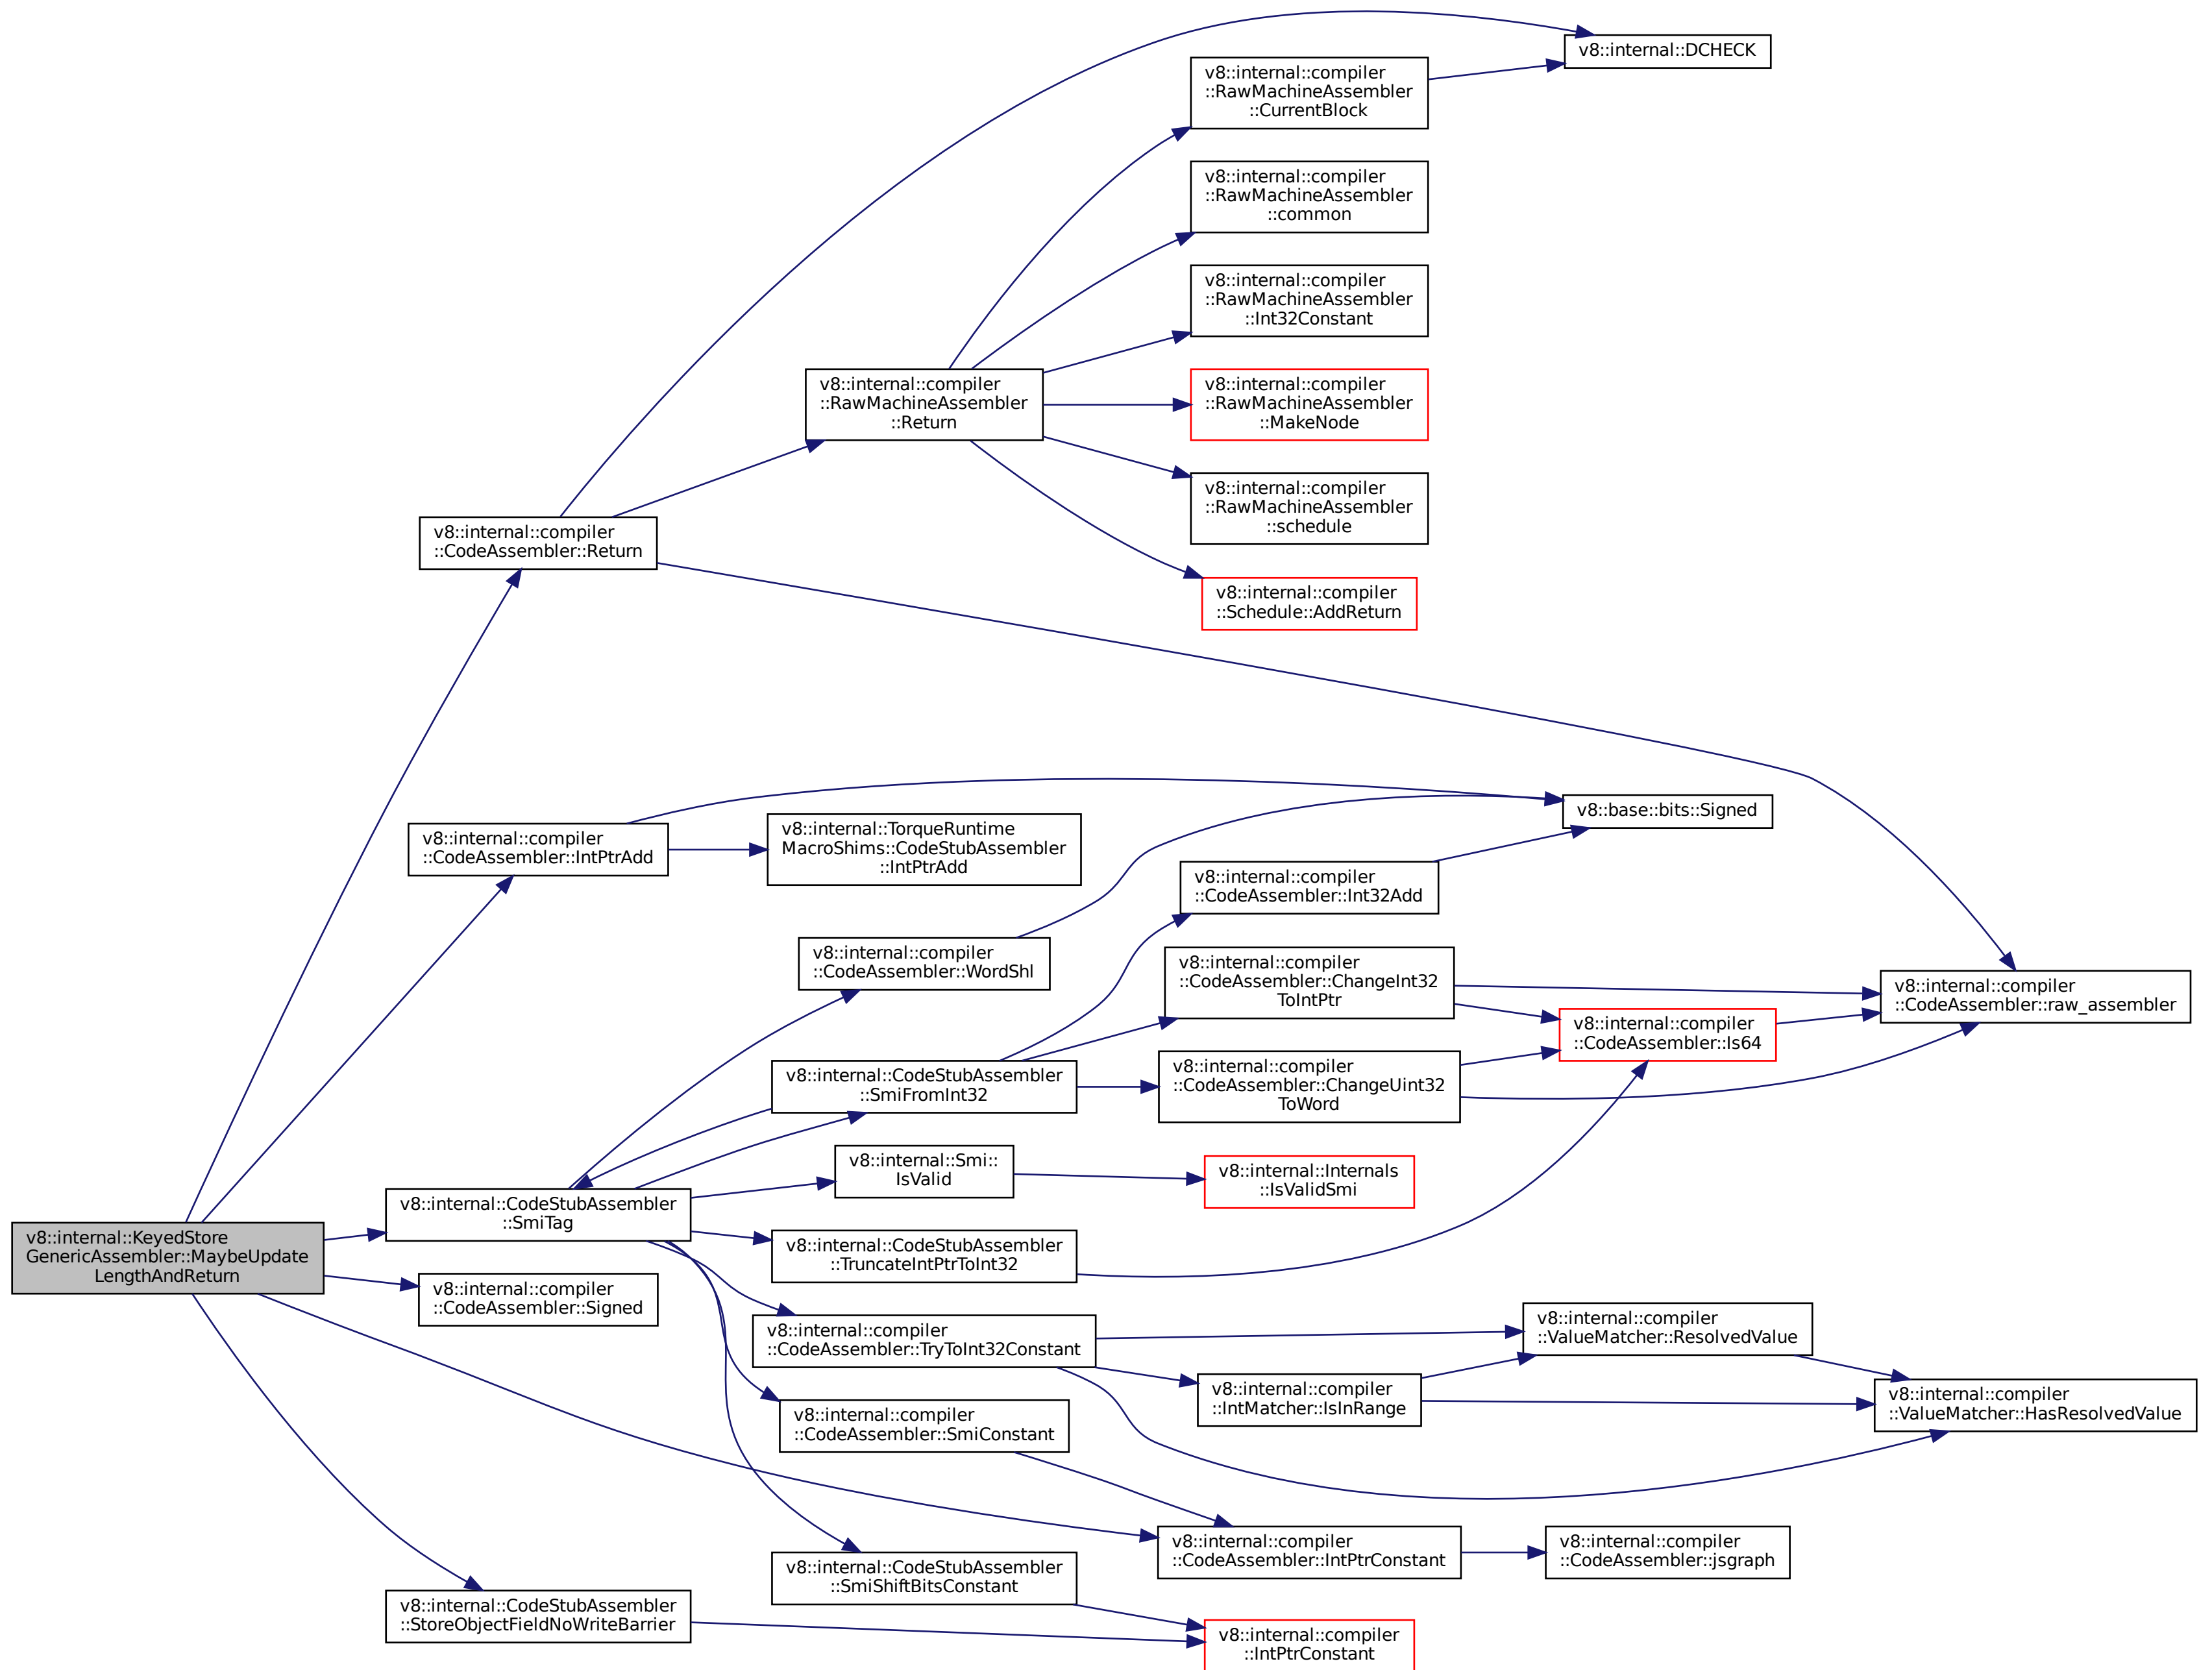 v8::internal::DCHECK
v8::internal::compiler
::RawMachineAssembler
::CurrentBlock
v8::internal::compiler
::RawMachineAssembler
::common
v8::internal::compiler
::RawMachineAssembler
::Int32Constant
v8::internal::compiler
::RawMachineAssembler
::Return
v8::internal::compiler
::RawMachineAssembler
::MakeNode
v8::internal::compiler
::RawMachineAssembler
::schedule
v8::internal::compiler
::CodeAssembler::Return
v8::internal::compiler
::Schedule::AddReturn
v8::base::bits::Signed
v8::internal::compiler
::CodeAssembler::IntPtrAdd
v8::internal::TorqueRuntime
MacroShims::CodeStubAssembler
::IntPtrAdd
v8::internal::compiler
::CodeAssembler::Int32Add
v8::internal::compiler
::CodeAssembler::WordShl
v8::internal::compiler
::CodeAssembler::ChangeInt32
ToIntPtr
v8::internal::compiler
::CodeAssembler::raw_assembler
v8::internal::compiler
::CodeAssembler::Is64
v8::internal::CodeStubAssembler
::SmiFromInt32
v8::internal::compiler
::CodeAssembler::ChangeUint32
ToWord
v8::internal::Smi::
IsValid
v8::internal::Internals
::IsValidSmi
v8::internal::CodeStubAssembler
::SmiTag
v8::internal::KeyedStore
GenericAssembler::MaybeUpdate
LengthAndReturn
v8::internal::CodeStubAssembler
::TruncateIntPtrToInt32
v8::internal::compiler
::CodeAssembler::Signed
v8::internal::compiler
::CodeAssembler::TryToInt32Constant
v8::internal::compiler
::ValueMatcher::ResolvedValue
v8::internal::compiler
::IntMatcher::IsInRange
v8::internal::compiler
::ValueMatcher::HasResolvedValue
v8::internal::compiler
::CodeAssembler::SmiConstant
v8::internal::compiler
::CodeAssembler::IntPtrConstant
v8::internal::compiler
::CodeAssembler::jsgraph
v8::internal::CodeStubAssembler
::SmiShiftBitsConstant
v8::internal::CodeStubAssembler
::StoreObjectFieldNoWriteBarrier
v8::internal::compiler
::IntPtrConstant